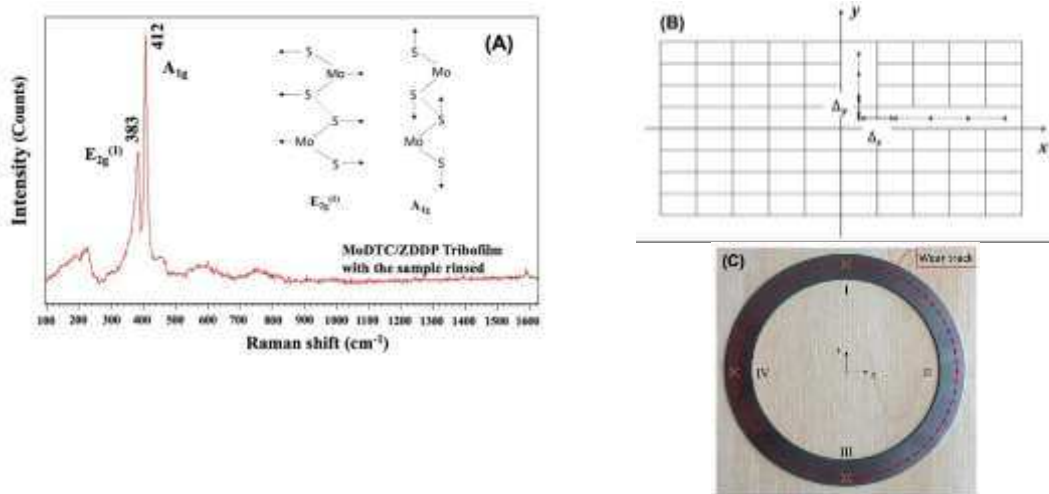 (A)
412
A1g
383
E2g(1)
S
Mo
S
S
S
Mo
S
E2g(1)
S
Mo
S
S
Mo
S
A1g
MoDTC/ZDDP Tribofilm
with the sample rinsed
Intensity (Counts)
100 200 300 400 500 600 700 800 900 1000 1100 1200 1300 1400 1500 1600
Raman shift (cm-1)
(B)
y
Δy
Δx
x
(C)
Wear track
I
II
III
IV